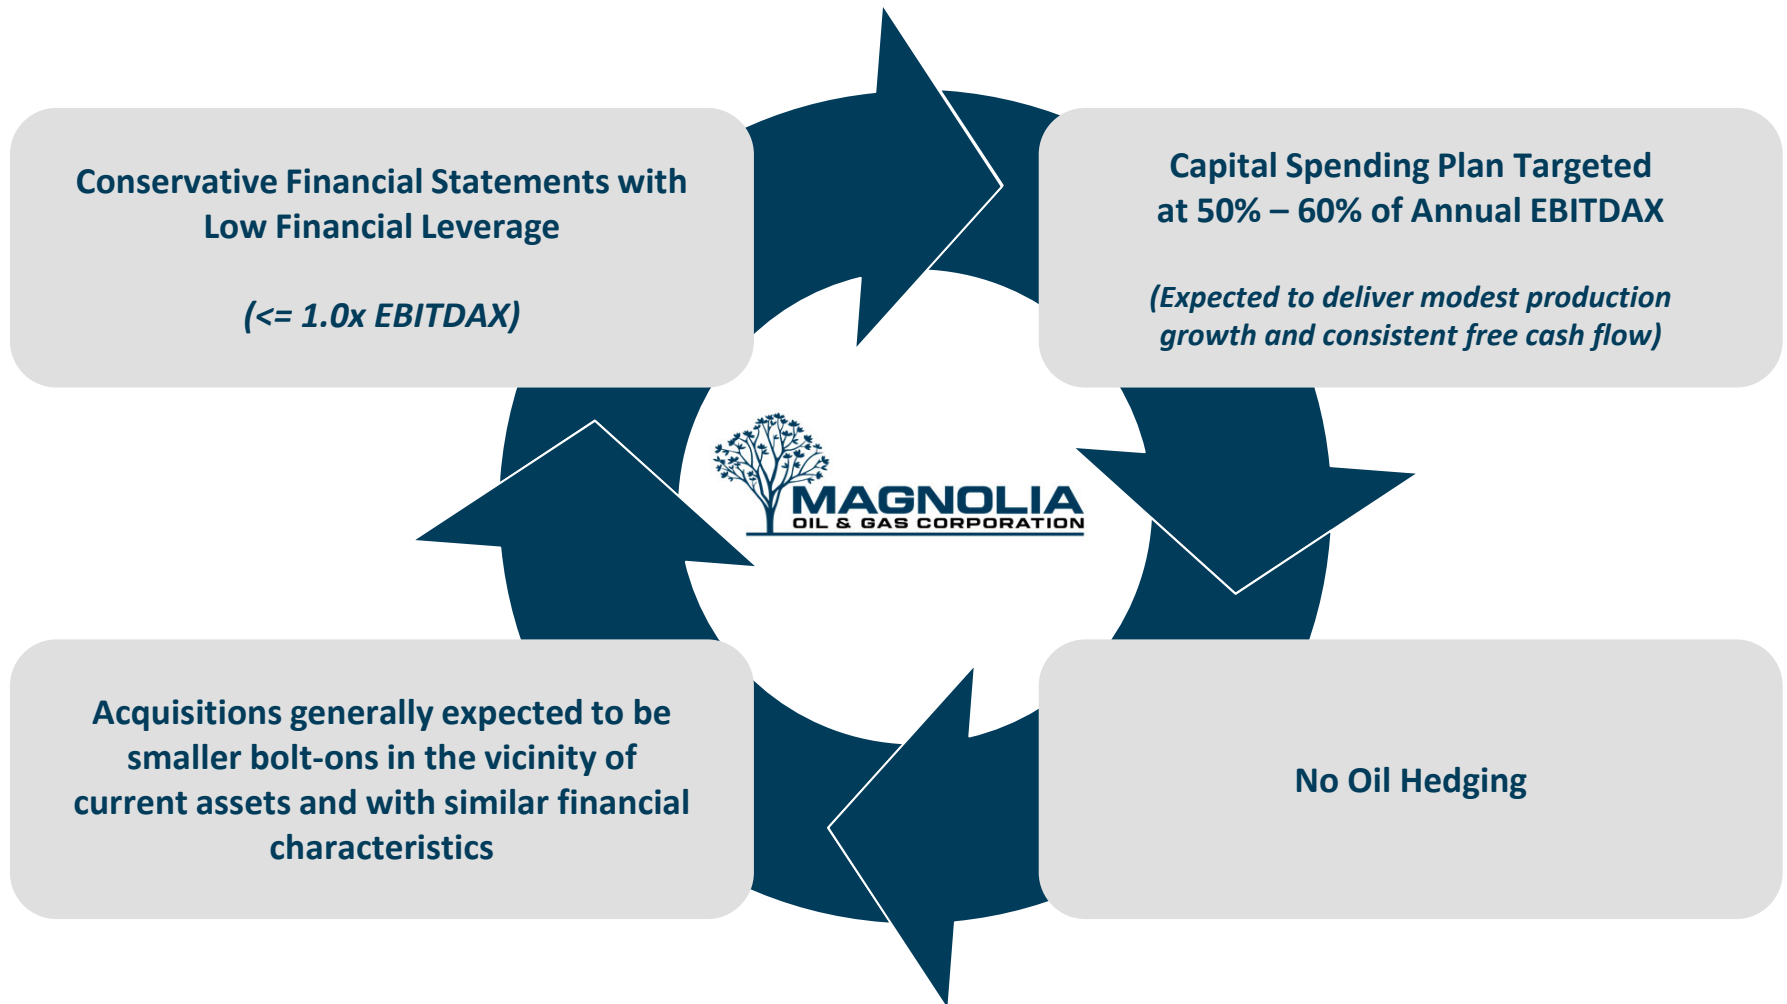 Conservative Financial Statements with
Low Financial Leverage
(<= 1.0x EBITDAX)
Capital Spending Plan Targeted
at 50% – 60% of Annual EBITDAX
(Expected to deliver modest production
growth and consistent free cash flow)
MAGNOLIA
OIL & GAS CORPORATION
Acquisitions generally expected to be
smaller bolt-ons in the vicinity of
current assets and with similar financial
characteristics
No Oil Hedging